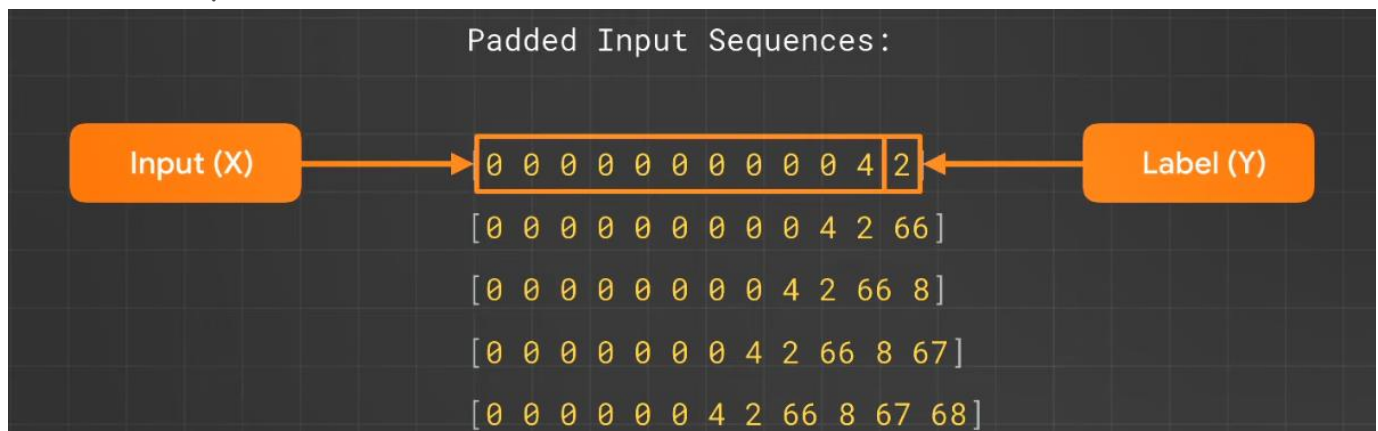 Padded Input Sequences:
Input (X)
0 0 0 0 0 0 0 0 0 0 4 2
Label (Y)
[0 0 0 0 0 0 0 0 0 4 2 66]
[0 0 0 0 0 0 0 0 4 2 66 8]
[0 0 0 0 0 0 0 4 2 66 8 67]
[0 0 0 0 0 0 4 2 66 8 67 68]